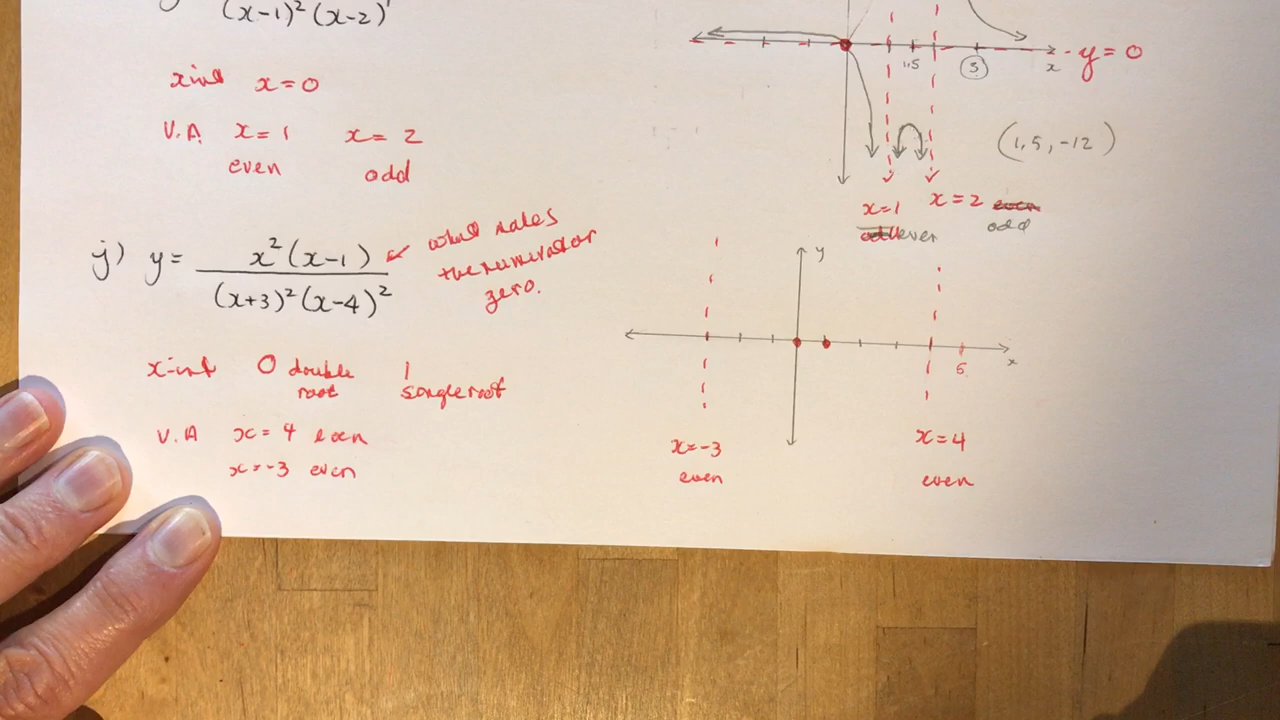 (x-1)² (x-2)¹
x int x = 0
V.A. x = 1 x = 2
even odd
y = 0
x
1.5
3
(1.5, -12)
x=1 x = 2
even odd
j) y = x² (x-1) / (x+3)² (x-4)²
what makes
the numerator
zero.
x-int 0 double root 1 single root
V.A x = 4 even
x = -3 even
y
x
x=-3 x = 4
even even